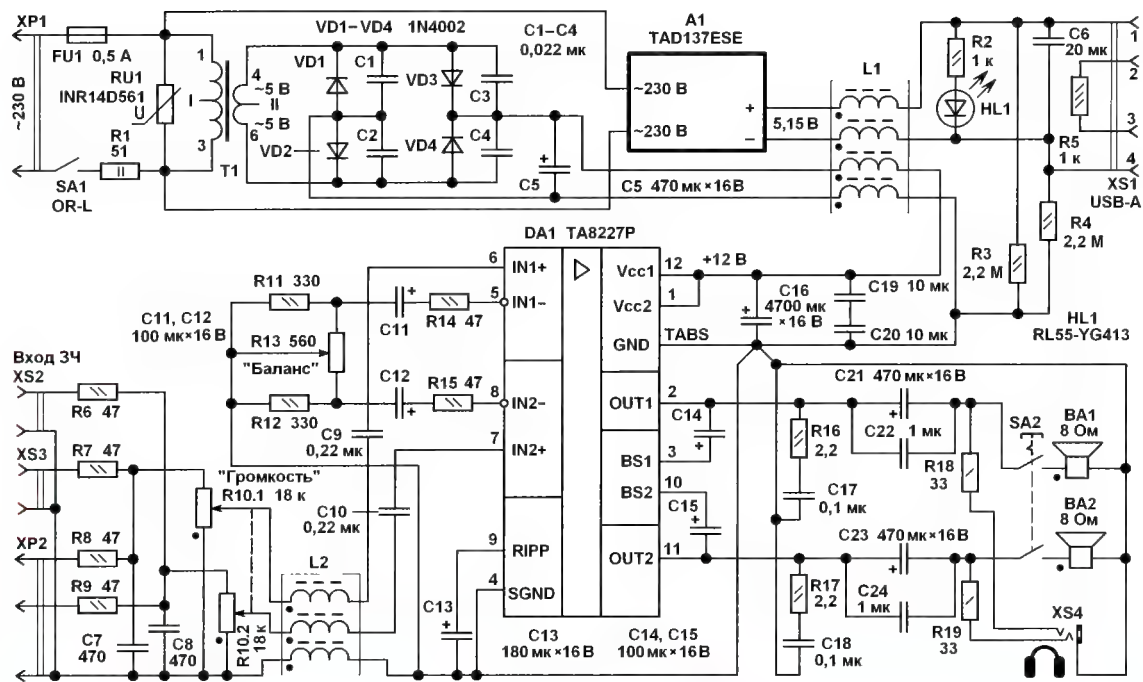 XP1
FU1 0,5 А
~230 В
RU1
INR14D561
U
R1
51
SA1
OR-L
1
I
3
T1
4
~5 В
II
~5 В
6
VD1–VD4 1N4002
VD1
C1
VD2
C2
VD3
C3
VD4
C4
C1–C4
0,022 мк
C5
C5 470 мк×16 В
A1
TAD137ESE
~230 В
~230 В
+
–
5,15 В
L1
R2
1 к
HL1
C6
20 мк
R5
1 к
1
2
3
4
XS1
USB-A
R4
2,2 М
R3
2,2 М
HL1
RL55-YG413
DA1 TA8227P
IN1+
IN1–
IN2–
IN2+
RIPP
SGND
Vcc1
Vcc2
GND
OUT1
BS1
BS2
OUT2
6
5
8
7
9
4
12
1
2
3
10
11
TABS
+12 В
C16
4700 мк
×16 В
C19 10 мк
C20 10 мк
R11 330
C11, C12
100 мк×16 В
R13 560
"Баланс"
R12 330
C11
R14 47
C12
R15 47
C9
0,22 мк
C10
0,22 мк
Вход ЗЧ
XS2
R6 47
XS3
R7 47
XP2
R8 47
R9 47
C7
470
C8
470
"Громкость"
R10.1 18 к
R10.2
18 к
L2
C13
C13
180 мк×16 В
C14, C15
100 мк×16 В
C14
C15
R16
2,2
C17
0,1 мк
R17
2,2
C18
0,1 мк
C21 470 мк×16 В
C22 1 мк
C23 470 мк×16 В
C24
1 мк
R18
33
R19
33
SA2
BA1
8 Ом
BA2
8 Ом
XS4